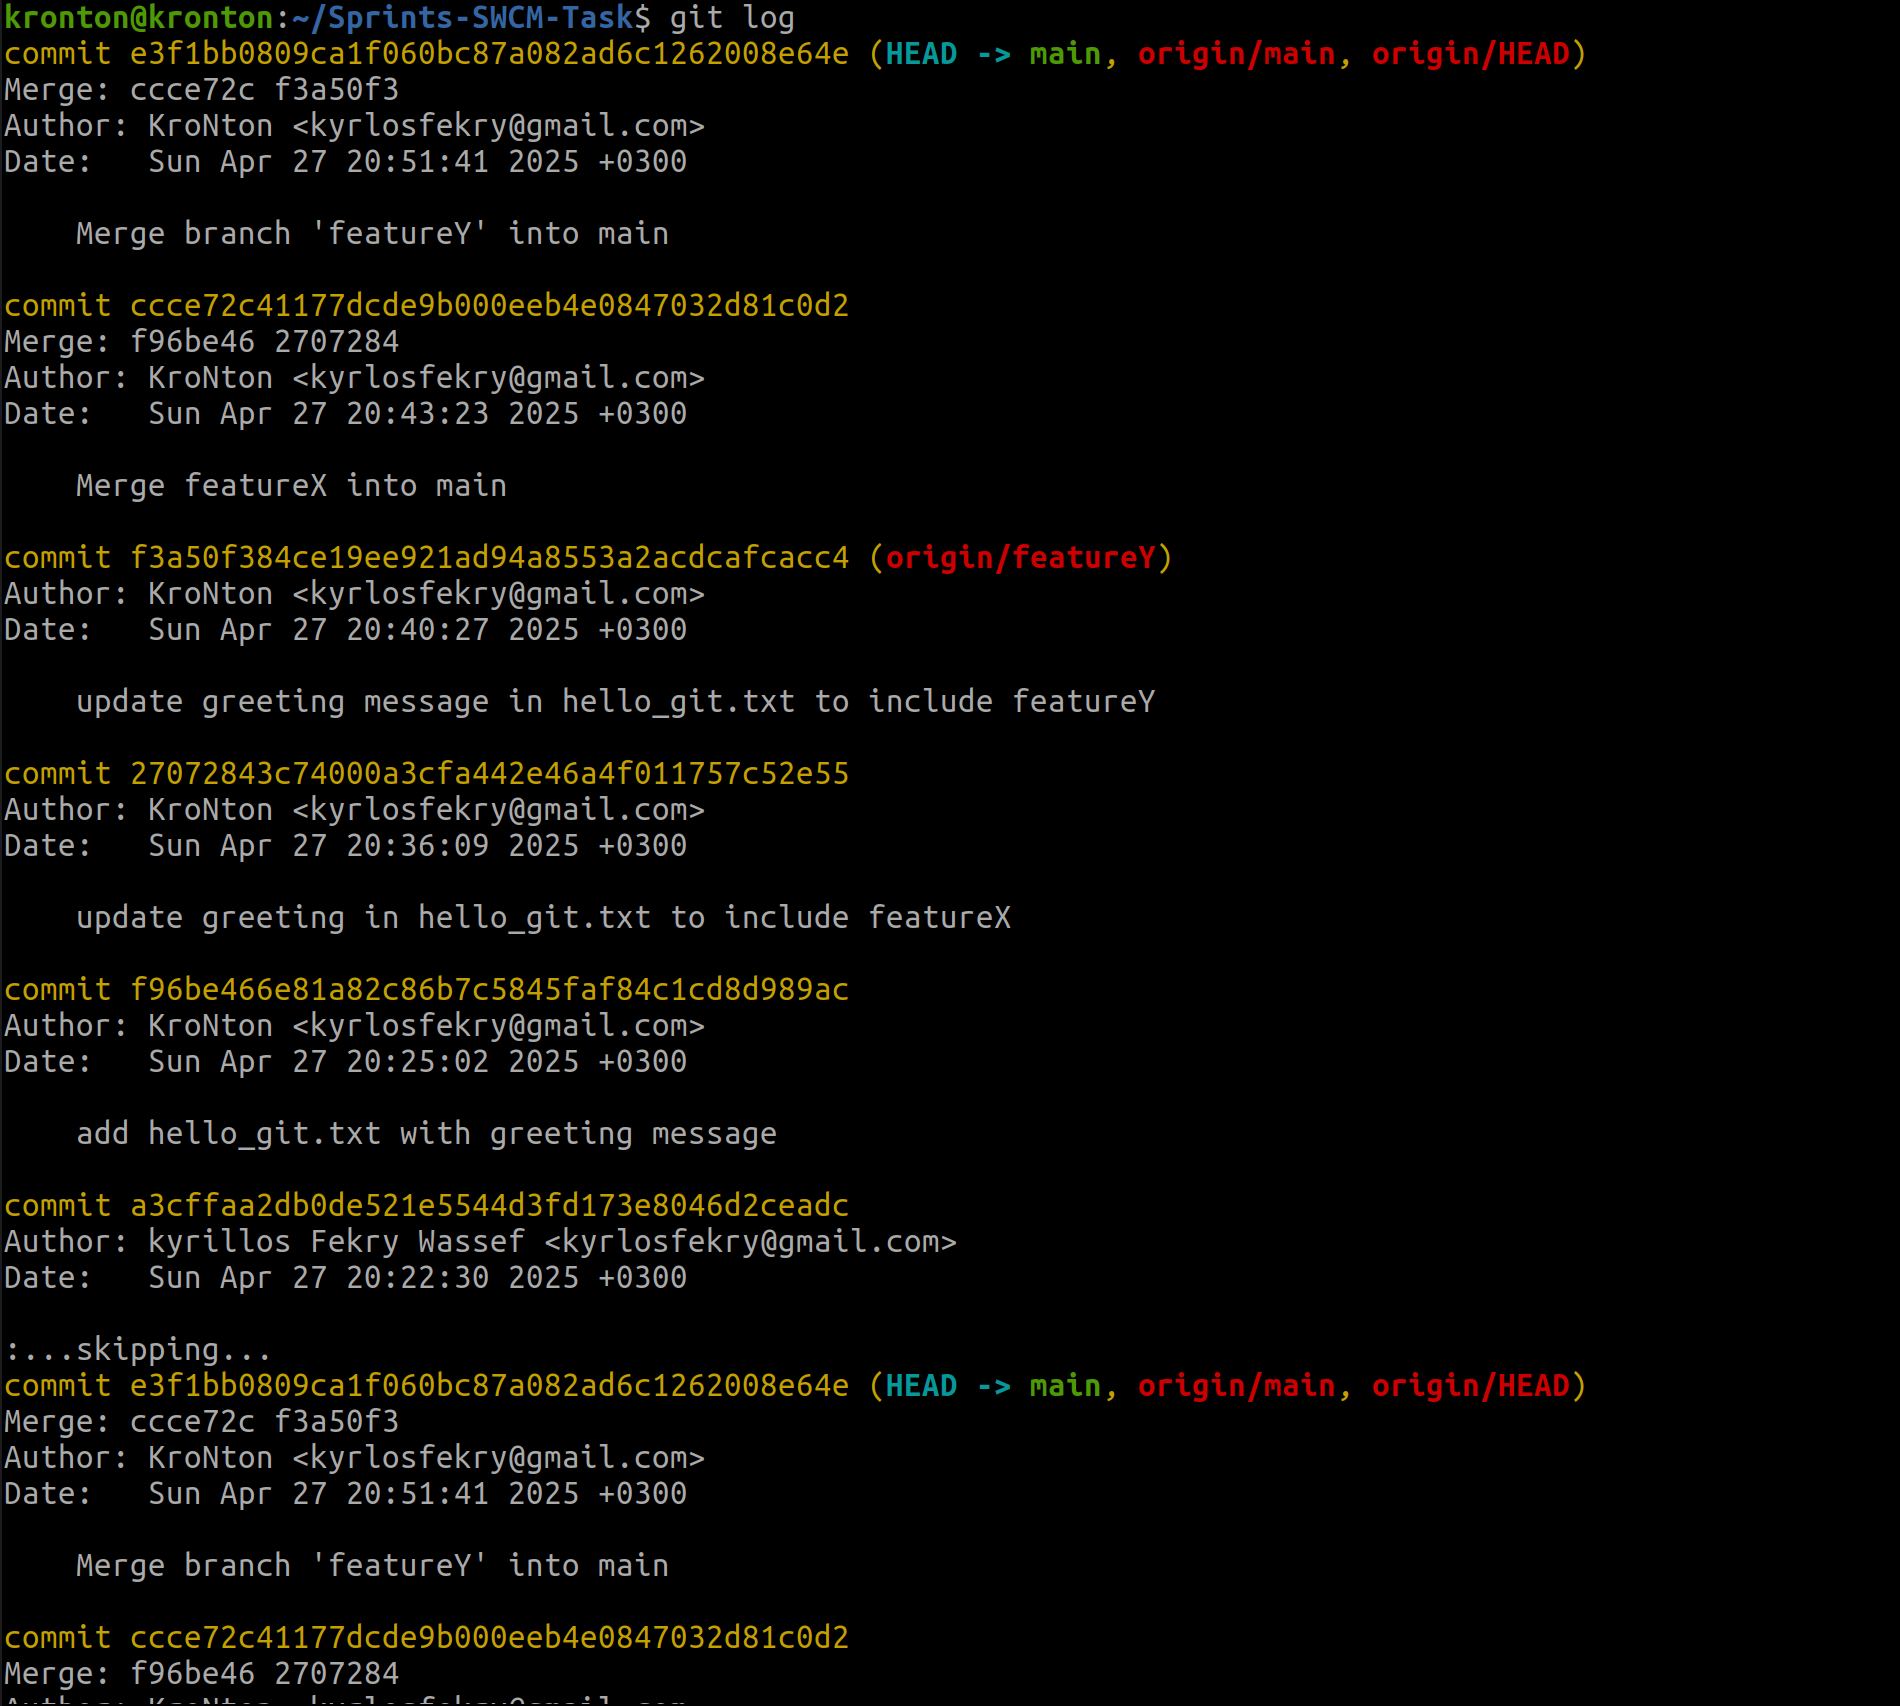 kronton@kronton:~/Sprints-SWCM-Task$ git log
commit e3f1bb0809ca1f060bc87a082ad6c1262008e64e (HEAD -> main, origin/main, origin/HEAD)
Merge: ccce72c f3a50f3
Author: KroNton <kyrlosfekry@gmail.com>
Date:   Sun Apr 27 20:51:41 2025 +0300

    Merge branch 'featureY' into main

commit ccce72c41177dcde9b000eeb4e0847032d81c0d2
Merge: f96be46 2707284
Author: KroNton <kyrlosfekry@gmail.com>
Date:   Sun Apr 27 20:43:23 2025 +0300

    Merge featureX into main

commit f3a50f384ce19ee921ad94a8553a2acdcafcacc4 (origin/featureY)
Author: KroNton <kyrlosfekry@gmail.com>
Date:   Sun Apr 27 20:40:27 2025 +0300

    update greeting message in hello_git.txt to include featureY

commit 27072843c74000a3cfa442e46a4f011757c52e55
Author: KroNton <kyrlosfekry@gmail.com>
Date:   Sun Apr 27 20:36:09 2025 +0300

    update greeting in hello_git.txt to include featureX

commit f96be466e81a82c86b7c5845faf84c1cd8d989ac
Author: KroNton <kyrlosfekry@gmail.com>
Date:   Sun Apr 27 20:25:02 2025 +0300

    add hello_git.txt with greeting message

commit a3cffaa2db0de521e5544d3fd173e8046d2ceadc
Author: kyrillos Fekry Wassef <kyrlosfekry@gmail.com>
Date:   Sun Apr 27 20:22:30 2025 +0300

:...skipping...
commit e3f1bb0809ca1f060bc87a082ad6c1262008e64e (HEAD -> main, origin/main, origin/HEAD)
Merge: ccce72c f3a50f3
Author: KroNton <kyrlosfekry@gmail.com>
Date:   Sun Apr 27 20:51:41 2025 +0300

    Merge branch 'featureY' into main

commit ccce72c41177dcde9b000eeb4e0847032d81c0d2
Merge: f96be46 2707284